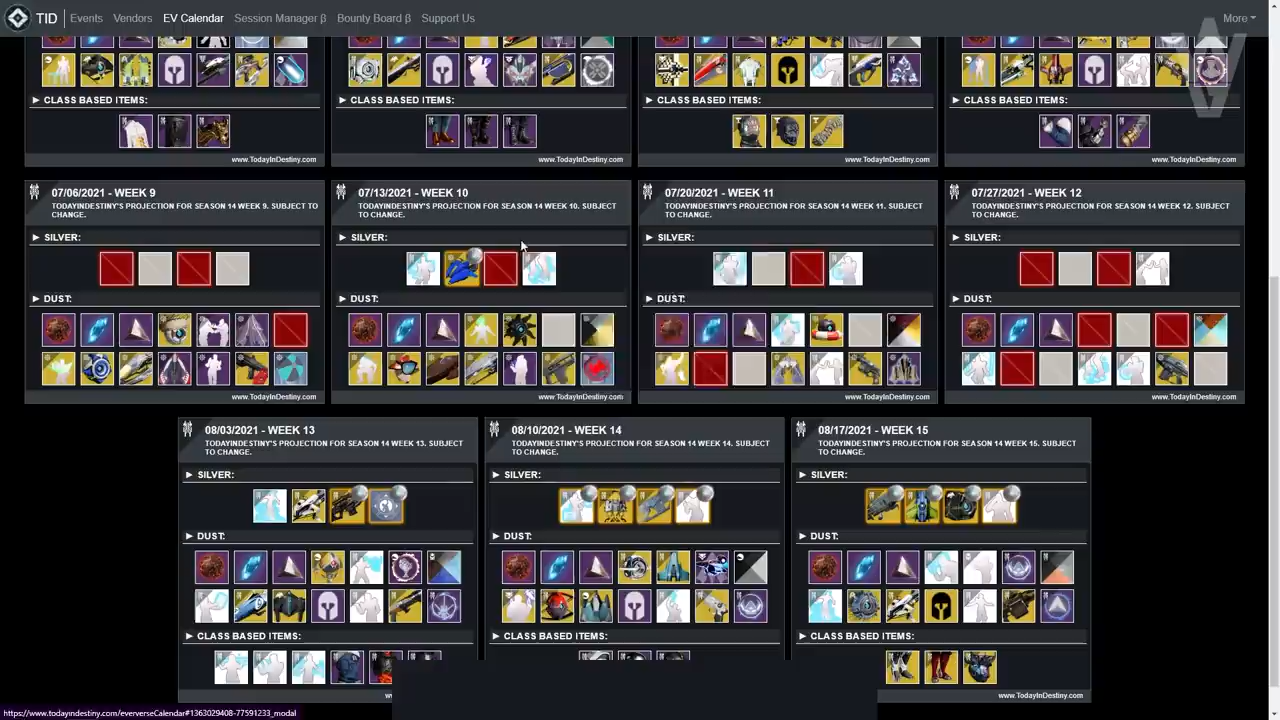 TID
Events
Vendors
EV Calendar
Session Manager β
Bounty Board β
Support Us
More
W
CLASS BASED ITEMS:
CLASS BASED ITEMS:
CLASS BASED ITEMS:
CLASS BASED ITEMS:
www.TodayInDestiny.com
www.TodayInDestiny.com
www.TodayInDestiny.com
www.TodayInDestiny.com
07/06/2021 - WEEK 9
TODAYINDESTINY'S PROJECTION FOR SEASON 14 WEEK 9. SUBJECT TO
CHANGE.
SILVER:
DUST:
www.TodayInDestiny.com
07/13/2021 - WEEK 10
TODAYINDESTINY'S PROJECTION FOR SEASON 14 WEEK 10. SUBJECT
TO CHANGE.
SILVER:
DUST:
www.TodayInDestiny.com
07/20/2021 - WEEK 11
TODAYINDESTINY'S PROJECTION FOR SEASON 14 WEEK 11. SUBJECT
TO CHANGE.
SILVER:
DUST:
www.TodayInDestiny.com
07/27/2021 - WEEK 12
TODAYINDESTINY'S PROJECTION FOR SEASON 14 WEEK 12. SUBJECT
TO CHANGE.
SILVER:
DUST:
www.TodayInDestiny.com
08/03/2021 - WEEK 13
TODAYINDESTINY'S PROJECTION FOR SEASON 14 WEEK 13. SUBJECT
TO CHANGE.
SILVER:
DUST:
CLASS BASED ITEMS:
08/10/2021 - WEEK 14
TODAYINDESTINY'S PROJECTION FOR SEASON 14 WEEK 14. SUBJECT
TO CHANGE.
SILVER:
DUST:
CLASS BASED ITEMS:
08/17/2021 - WEEK 15
TODAYINDESTINY'S PROJECTION FOR SEASON 14 WEEK 15. SUBJECT
TO CHANGE.
SILVER:
DUST:
CLASS BASED ITEMS:
www.TodayInDestiny.com
https://www.todayindestiny.com/eververseCalendar#1363029408-77591233_modal